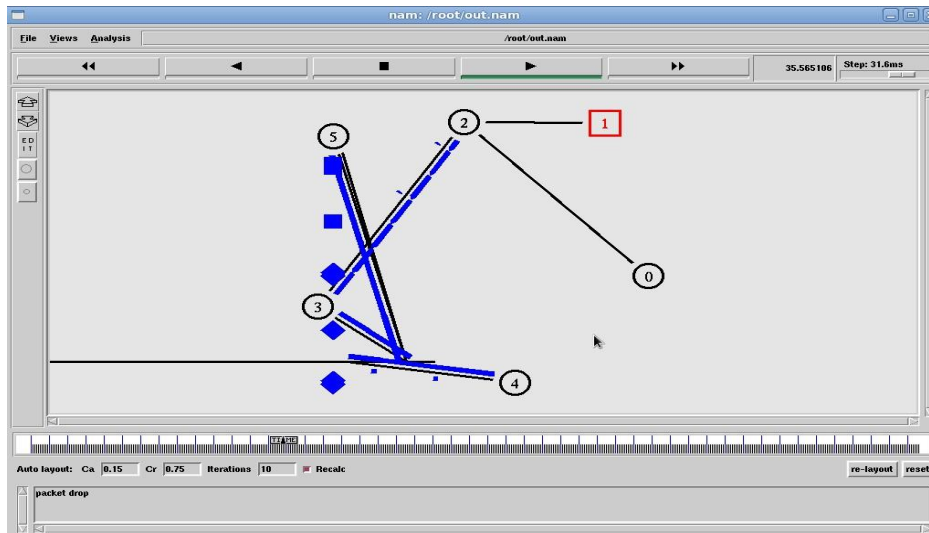 nam: /root/out.nam
File Views Analysis /root/out.nam
35.565106 Step: 31.6ms
ED
IT
5
2
1
0
3
4
TIME
Auto layout: Ca 0.15 Cr 0.75 Iterations 10 Recalc re-layout reset
packet drop